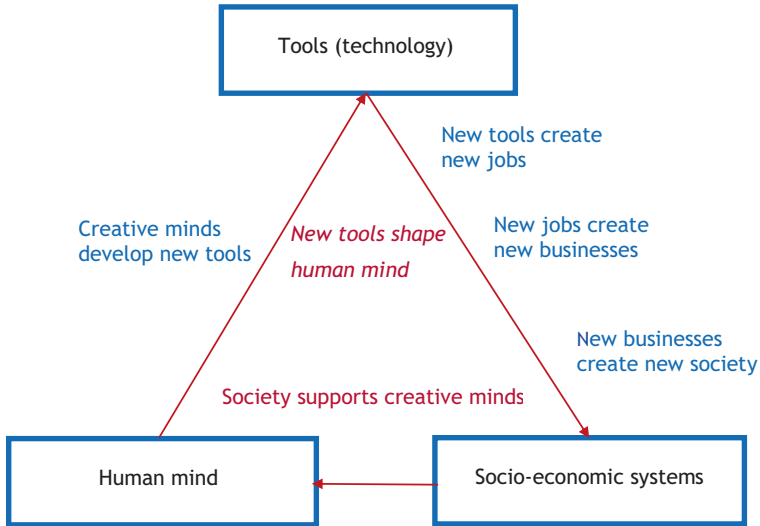 Tools (technology)
New tools create
new jobs
Creative minds
develop new tools
New tools shape
human mind
New jobs create
new businesses
New businesses
create new society
Society supports creative minds
Human mind
Socio-economic systems